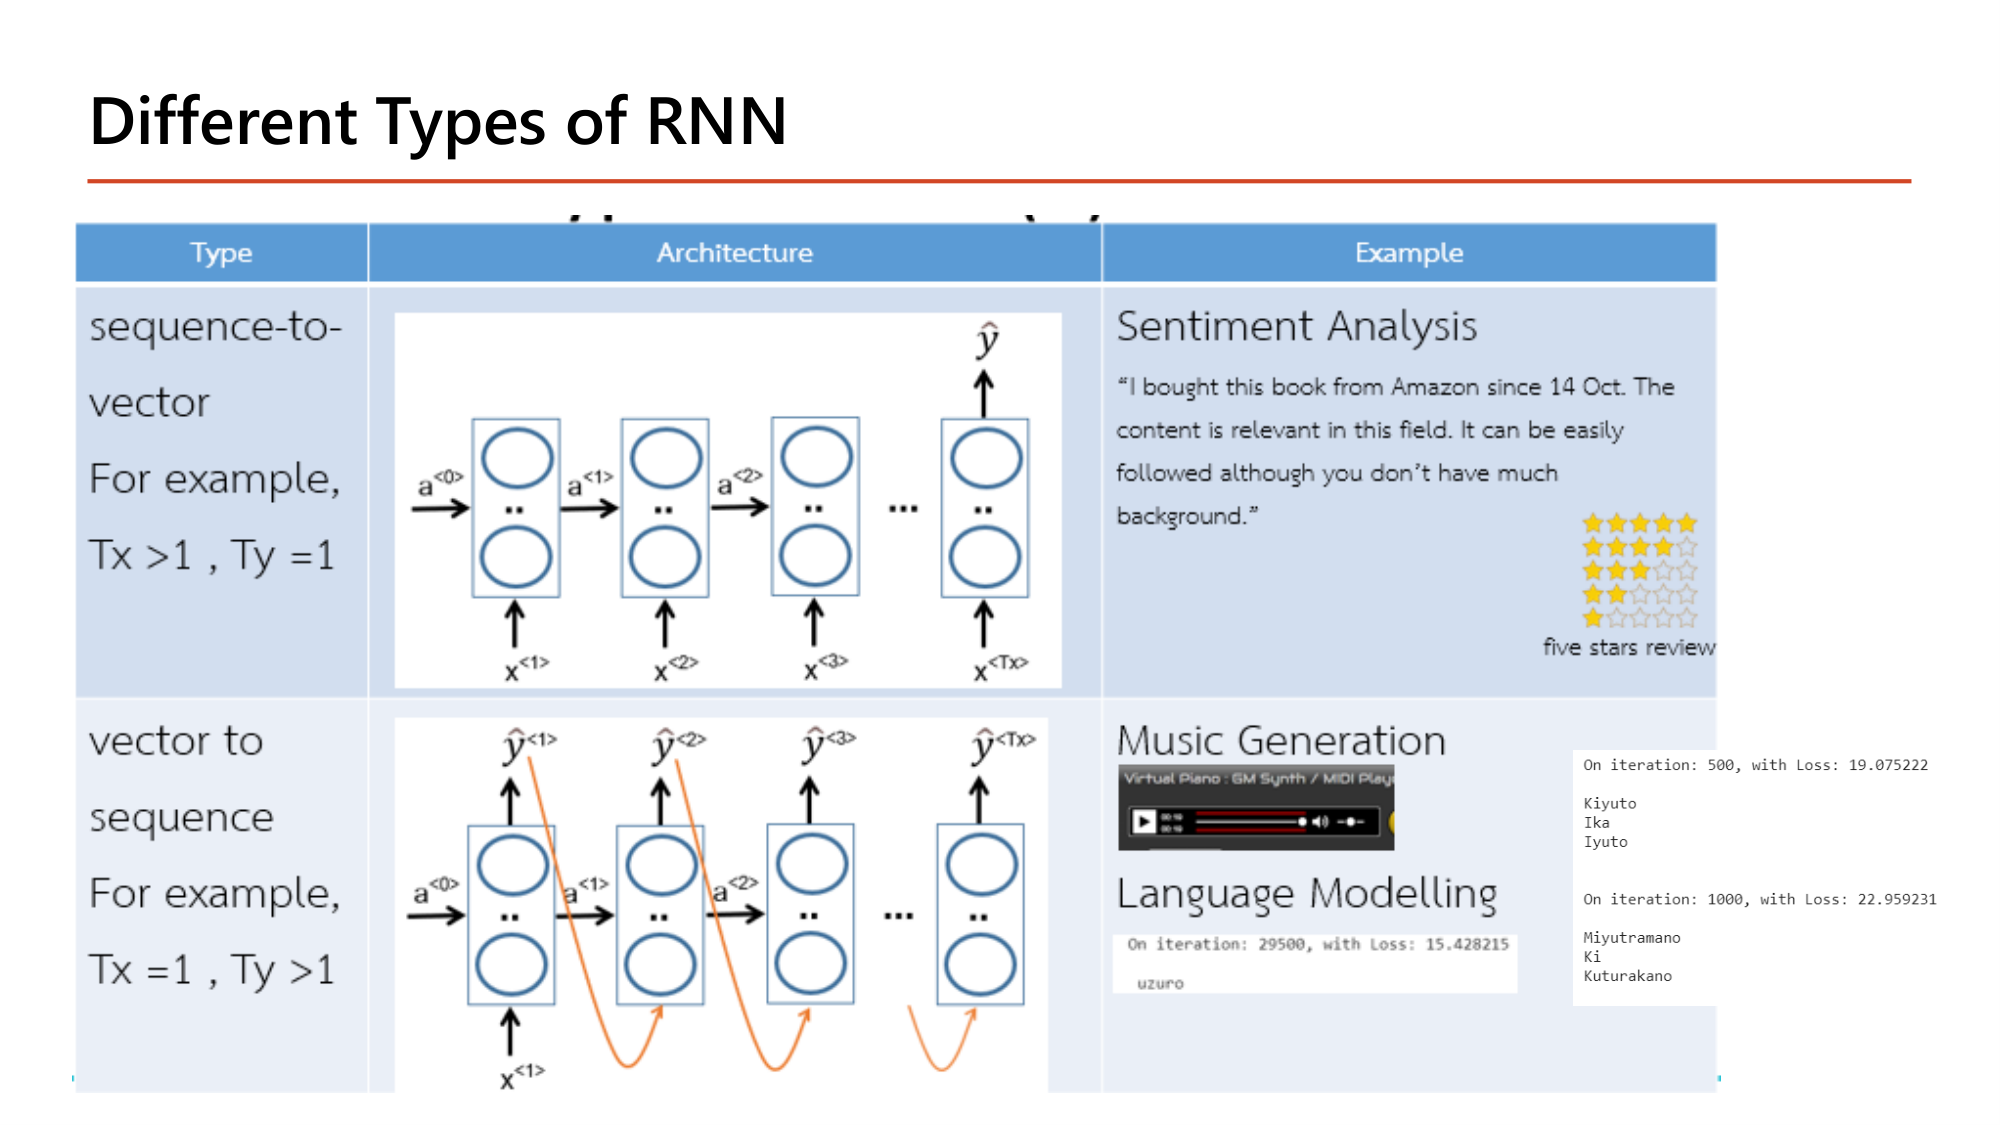 Different Types of RNN
Type
Architecture
Example
sequence-to-
vector
For example,
Tx >1 , Ty =1
ŷ
a<0>
a<1>
a<2>
..
..
..
...
..
x<1>
x<2>
x<3>
x<Tx>
Sentiment Analysis
“I bought this book from Amazon since 14 Oct. The
content is relevant in this field. It can be easily
followed although you don’t have much
background.”
five stars review
vector to
sequence
For example,
Tx =1 , Ty >1
ŷ<1>
ŷ<2>
ŷ<3>
ŷ<Tx>
a<0>
a<1>
a<2>
..
..
..
...
..
x<1>
Music Generation
Virtual Piano : GM Synth / MIDI Play
00:19
00:19
Language Modelling
On iteration: 29500, with Loss: 15.428215
uzuro
On iteration: 500, with Loss: 19.075222
Kiyuto
Ika
Iyuto
On iteration: 1000, with Loss: 22.959231
Miyutramano
Ki
Kuturakano